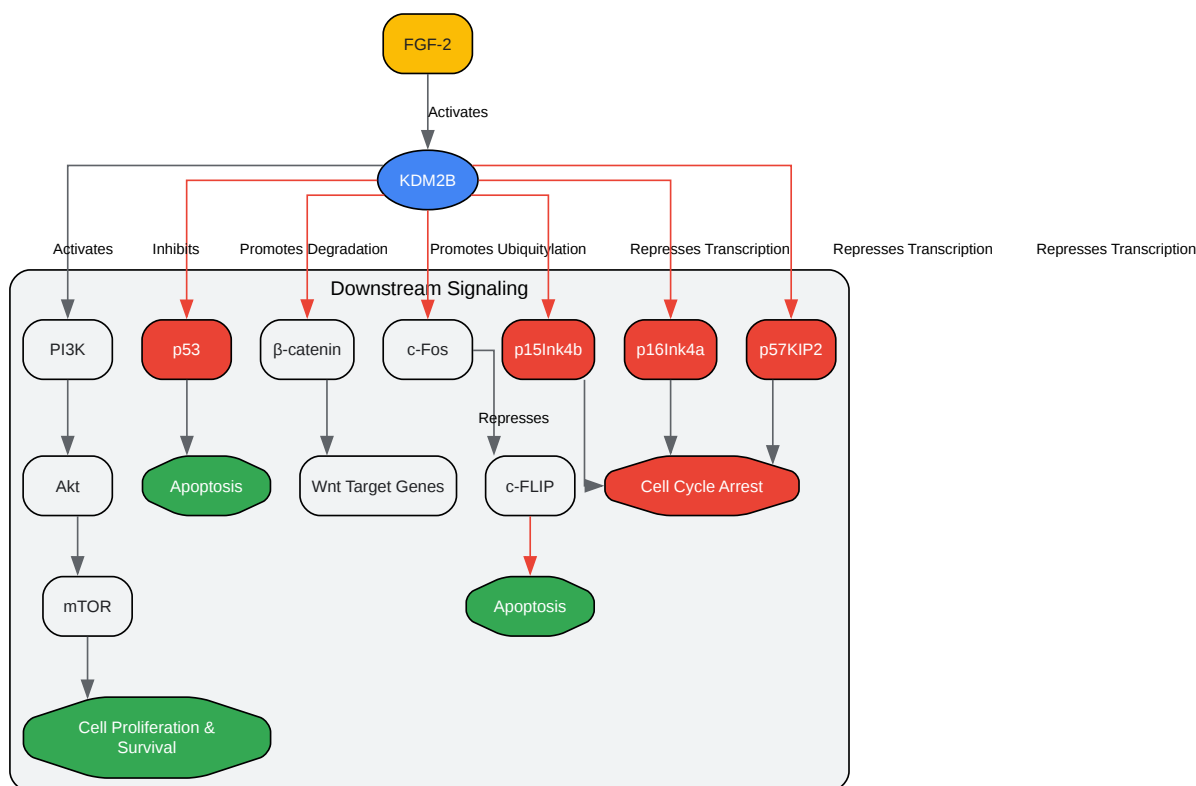 FGF-2
Activates
KDM2B
Activates
Inhibits
Promotes Degradation
Promotes Ubiquitylation
Represses Transcription
Represses Transcription
Represses Transcription
Downstream Signaling
PI3K
p53
β-catenin
c-Fos
p15Ink4b
p16Ink4a
p57KIP2
Represses
Akt
Apoptosis
Wnt Target Genes
c-FLIP
Cell Cycle Arrest
mTOR
Apoptosis
Cell Proliferation &
Survival